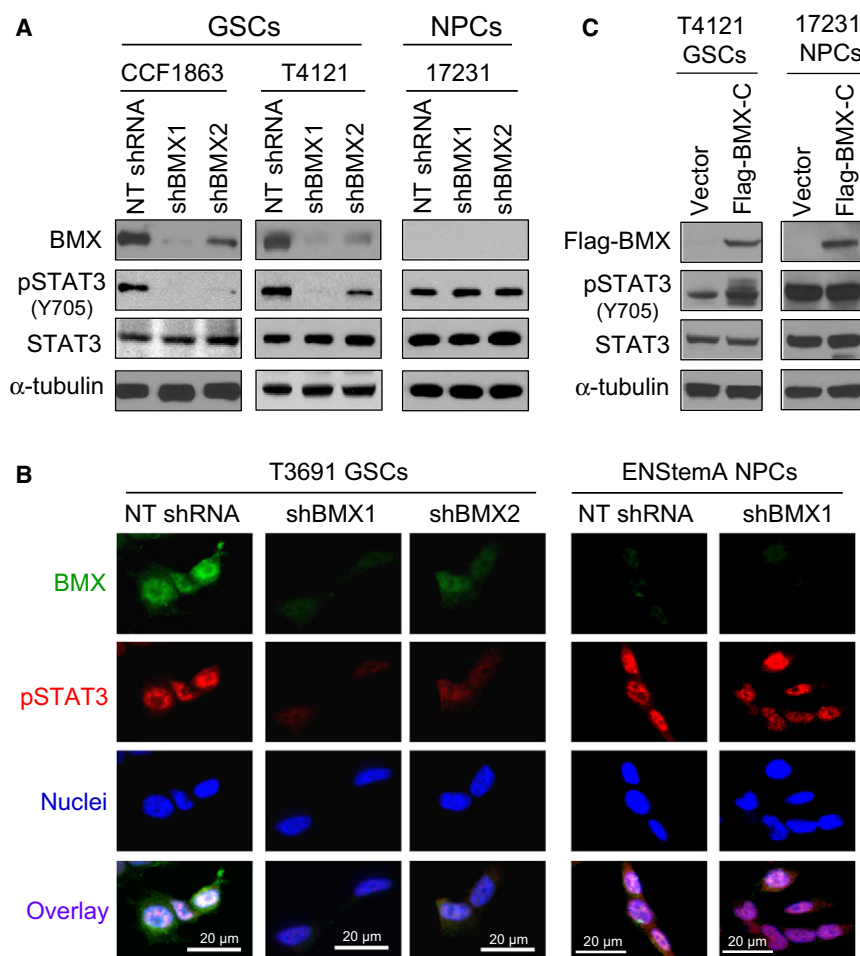 A
GSCs
NPCs
CCF1863
T4121
17231
NT shRNA
shBMX1
shBMX2
NT shRNA
shBMX1
shBMX2
NT shRNA
shBMX1
shBMX2
BMX
pSTAT3
(Y705)
STAT3
α-tubulin
C
T4121
GSCs
17231
NPCs
Vector
Flag-BMX-C
Vector
Flag-BMX-C
Flag-BMX
pSTAT3
(Y705)
STAT3
α-tubulin
B
T3691 GSCs
ENStemA NPCs
NT shRNA
shBMX1
shBMX2
NT shRNA
shBMX1
BMX
pSTAT3
Nuclei
Overlay
20 μm
20 μm
20 μm
20 μm
20 μm